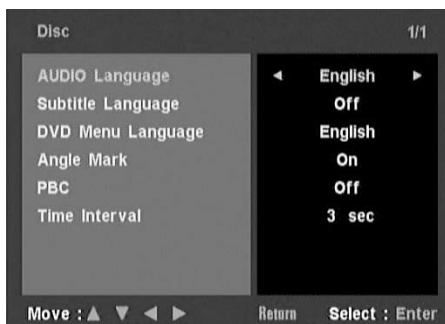 Disc 1/1
AUDIO Language ◄ English ►
Subtitle Language Off
DVD Menu Language English
Angle Mark On
PBC Off
Time Interval 3 sec
Move : ▲ ▼ ◄ ► Return Select : Enter